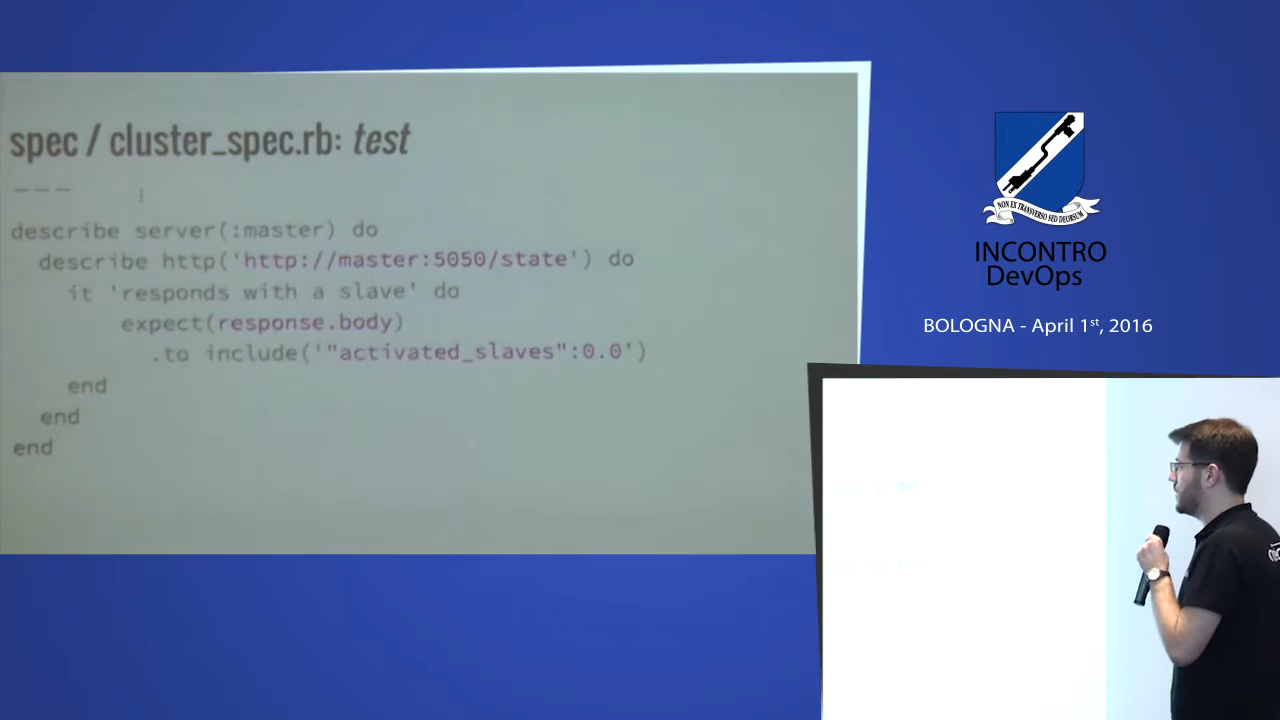 spec / cluster_spec.rb: test
---
describe server(:master) do
describe http('http://master:5050/state') do
it 'responds with a slave' do
expect(response.body)
.to include('"activated_slaves":0.0')
end
end
end
NON EX TRANSVERSO SED DEORSUM
INCONTRO
DevOps
BOLOGNA - April 1st, 2016